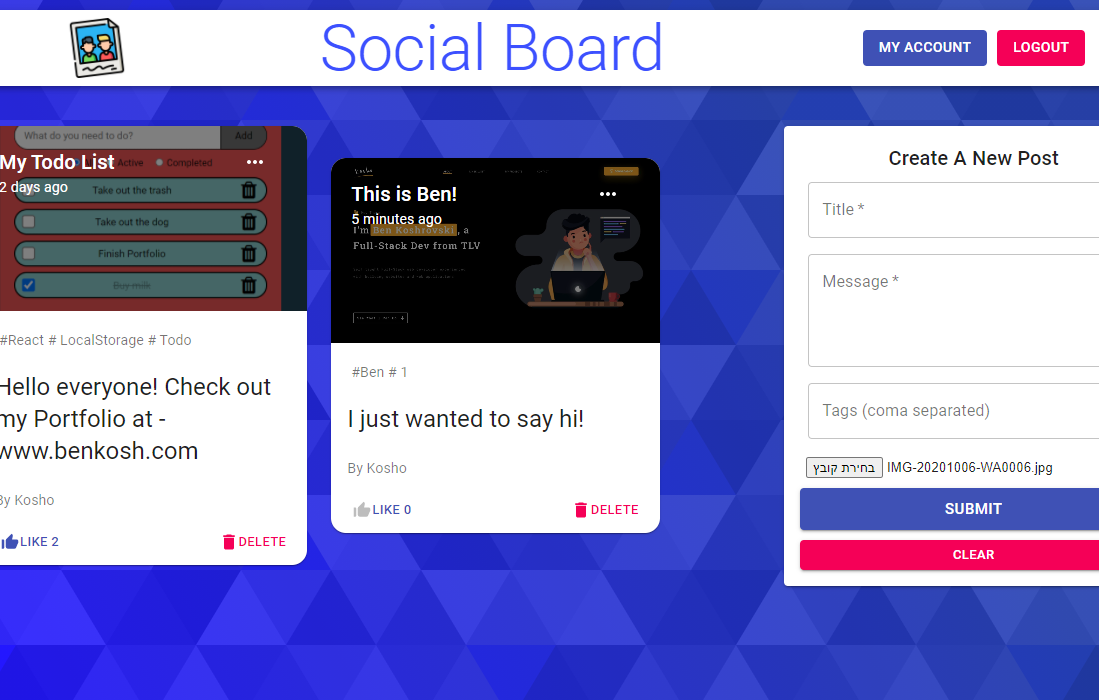 Social Board
MY ACCOUNT
LOGOUT
What do you need to do?
Add
My Todo List
Active
Completed
2 days ago
Take out the trash
Take out the dog
Finish Portfolio
Buy milk
#React # LocalStorage # Todo
Hello everyone! Check out
my Portfolio at -
www.benkosh.com
By Kosho
LIKE 2
DELETE
Kosho
This is Ben!
5 minutes ago
I'm Ben Koshrovski, a
Full-Stack Dev from TLV
#Ben # 1
I just wanted to say hi!
By Kosho
LIKE 0
DELETE
Create A New Post
Title *
Message *
Tags (coma separated)
בחירת קובץ IMG-20201006-WA0006.jpg
SUBMIT
CLEAR